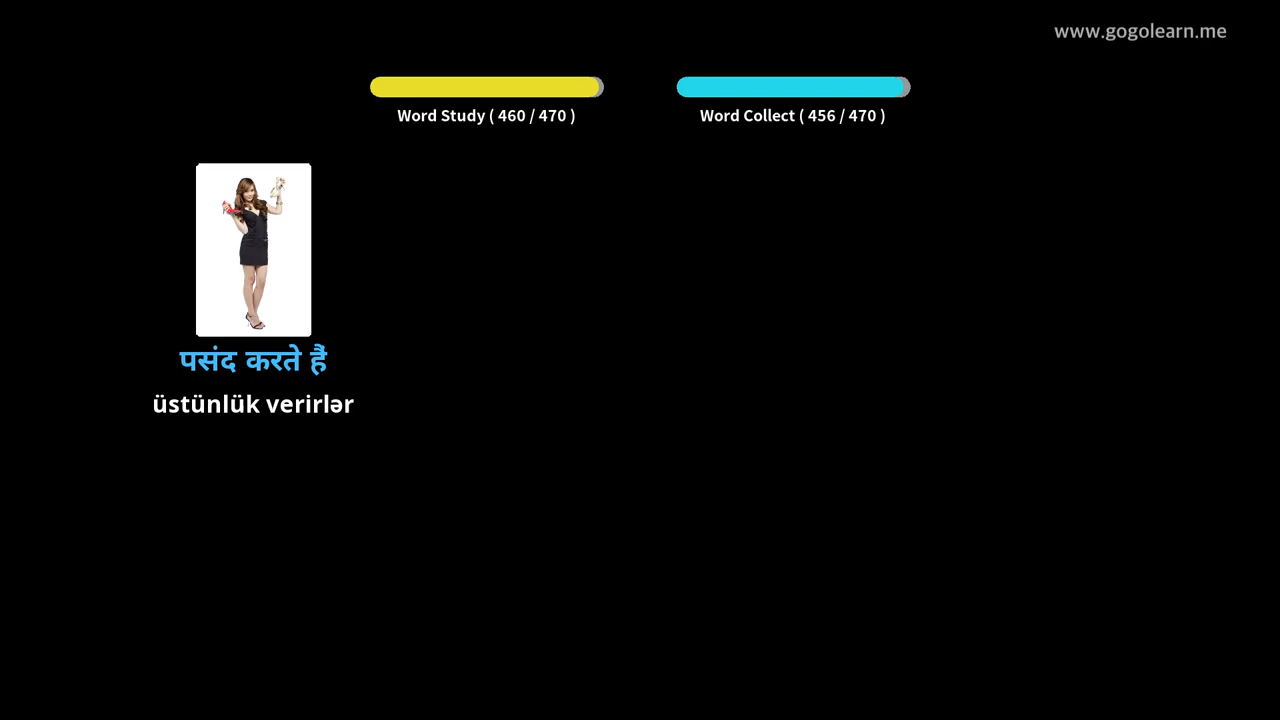 www.gogolearn.me
Word Study ( 460 / 470 )
Word Collect ( 456 / 470 )
पसंद करते हैं
üstünlük verirlər